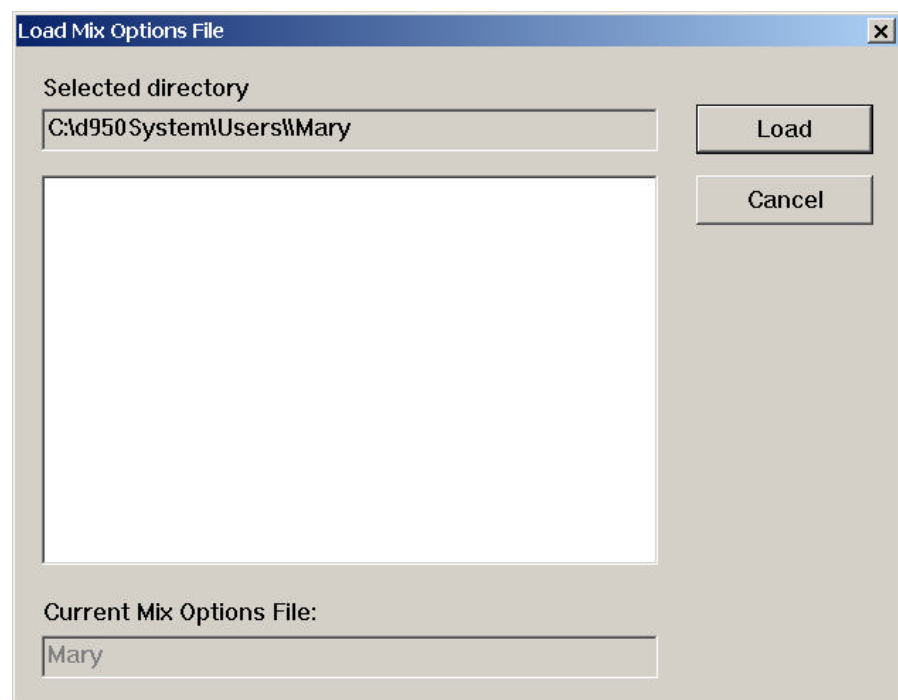 Load Mix Options File
Selected directory
C:\d950System\Users\\Mary
Load
Cancel
Current Mix Options File:
Mary